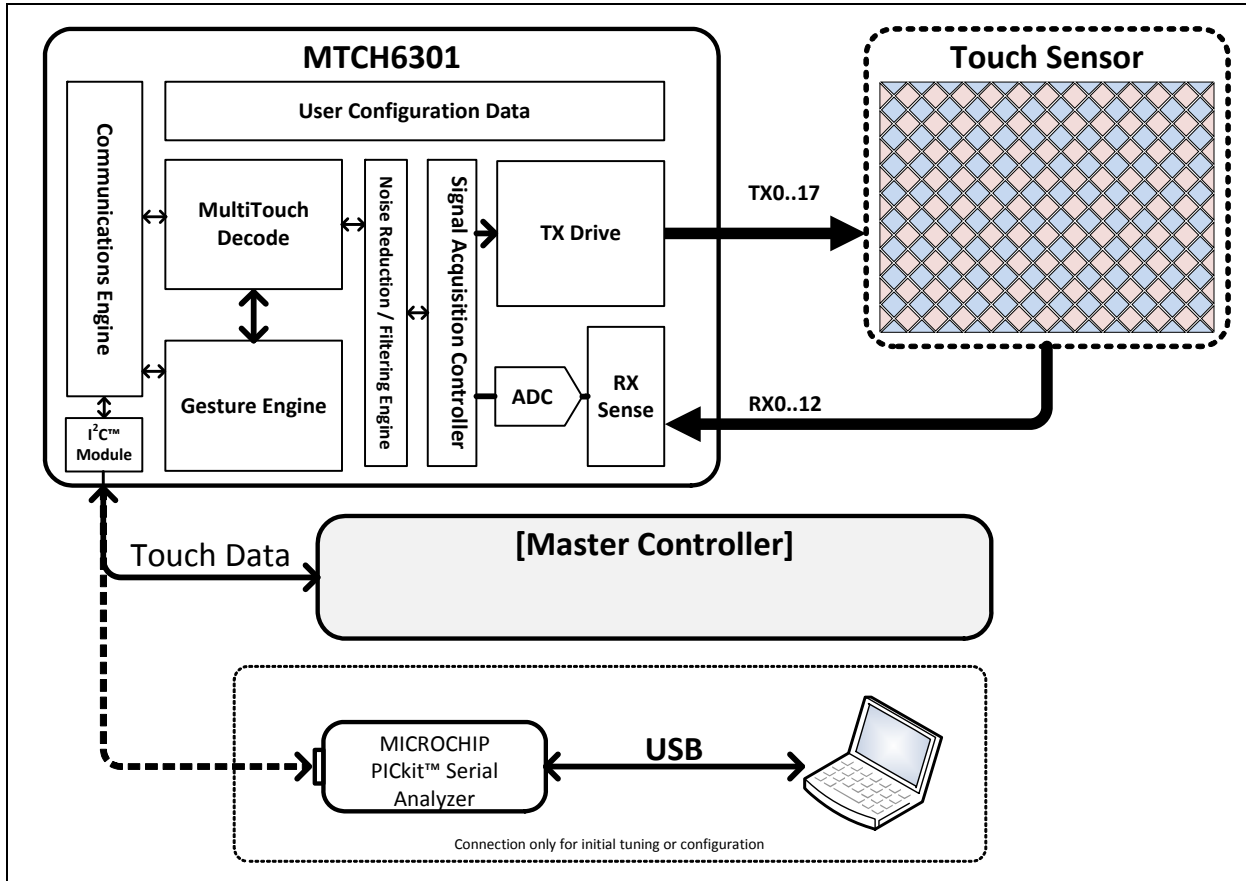 MTCH6301
User Configuration Data
Communications Engine
MultiTouch
Decode
Noise Reduction / Filtering Engine
Signal Acquisition Controller
TX Drive
Gesture Engine
ADC
RX
Sense
I²C™
Module
TX0..17
RX0..12
Touch Sensor
Touch Data
[Master Controller]
MICROCHIP
PICkit™ Serial
Analyzer
USB
Connection only for initial tuning or configuration